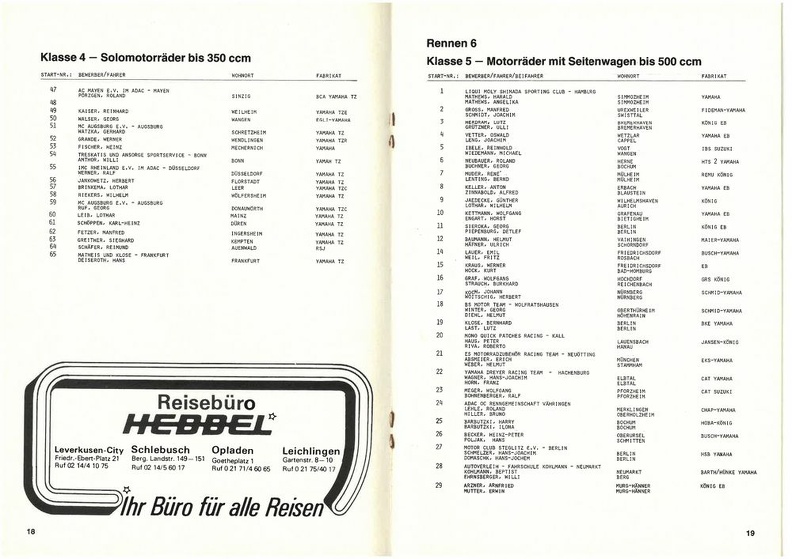 Klasse 4 – Solomotorräder bis 350 ccm
START-NR.: BEWERBER/FAHRER WOHNORT FABRIKAT
47 AC MAYEN E.V. IM ADAC - MAYEN
PÖRZGEN, ROLAND SINZIG BCA YAMAHA TZ
48
49 KAISER, REINHARD WEILHEIM YAMAHA TZE
50 WALSER, GEORG WANGEN EGLI-YAMAHA
51 MC AUGSBURG E.V. - AUGSBURG
WATZKA, GERHARD SCHRETZHEIM YAMAHA TZ
52 GRANDE, WERNER WENDLINGEN YAMAHA TZR
53 FISCHER, HEINZ MECHERNICH YAMAHA
54 TRESKATIS UND ANSORGE SPORTSERVICE - BONN
ANTHOR, WILLI BONN YAMAH TZ
55 IMC RHEINLAND E.V. IM ADAC - DÜSSELDORF
WERNER, RALF DÜSSELDORF YAMAHA TZ
56 JANKOWETZ, HERBERT FLORSTADT YAMAHA TZ
57 BRINKEMA, LOTHAR LEER YAMAHA TZC
58 RIEKERS, WILHELM WÖLFERSHEIM YAMAHA TZ
59 MC AUGSBURG E.V. - AUGSBURG
RUF, GEORG DONAUWÖRTH YAMAHA TZC
60 LEIB, LOTHAR MAINZ YAMAHA TZ
61 SCHÖPPEN, KARL-HEINZ DÜREN YAMAHA TZ
62 FETZER, MANFRED INGERSHEIM YAMAHA TZ
63 GREITHER, SIEGHARD KEMPTEN YAMAHA TZ
64 SCHÄFER, REIMUND AUENWALD RSJ
65 MATHEIS UND KLOSE - FRANKFURT
DEISEROTH, HANS FRANKFURT YAMAHA TZ
Reisebüro
HEBBEL
Leverkusen-City Schlebusch Opladen Leichlingen
Friedr.-Ebert-Platz 21 Berg. Landstr. 149–151 Goetheplatz 1 Gartenstr. 8–10
Ruf 02 14/4 10 75 Ruf 02 14/5 60 17 Ruf 0 21 71/4 60 65 Ruf 0 21 75/40 17
Ihr Büro für alle Reisen
18
Rennen 6
Klasse 5 – Motorräder mit Seitenwagen bis 500 ccm
START-NR.: BEWERBER/FAHRER/BEIFAHRER WOHNORT FABRIKAT
1 LIQUI MOLY SHIMADA SPORTING CLUB - HAMBURG
MATHEWS, HARALD SIMMOZHEIM YAMAHA
MATHEWS, ANGELIKA SIMMOZHEIM
2 GROSS, MANFRED GREXWEILER FIDEMAN-YAMAHA
SCHMIDT, JOACHIM SWISTTAL
3 HERDRAM, LUTZ BREMERHAVEN KÖNIG EB
GRÜTZNER, ULLI BREMERHAVEN
4 VETTER, OSWALD WETZLAR YAMAHA EB
LENG, JOACHIM CAPPEL
5 IBELE, REINHOLD VOGT IBS SUZUKI
WIEDEMANN, MICHAEL WANGEN
6 NEUBAUER, ROLAND HERNE HTS 2 YAMAHA
BUCHNER, GEORG BOCHUM
7 MUDER, RENE' MÜLHEIM REMU KÖNIG
LENTING, BERND MÜLHEIM
8 KELLER, ANTON ERBACH YAMAHA EB
ZINNABOLD, ALFRED BLAUSTEIN
9 JAEDECKE, GÜNTHER WILHELMSHAVEN KÖNIG
LOTHAR, WILHELM AURICH
10 KETTMANN, WOLFGANG GRAFENAU YAMAHA EB
ENGART, HORST BIETIGHEIM
11 SIEROKA, GEORG BERLIN KÖNIG EB
PIEPENBURG, DETLEF BERLIN
12 BAUMANN, HELMUT VAIHINGEN MAIER-YAMAHA
HÄFNER, ULRICH SCHORNDORF
14 LAUER, EMIL FRIEDRICHSDORF BUSCH-YAMAHA
WEIL, FRITZ ROSBACH
15 KRAUS, WERNER FREIDRICHSDORF EB
HOCK, KURT BAD-HOMBURG
16 GRAF, WOLFGANG HOCHDORF GRS KÖNIG
STRAUCH, BURKHARD REICHENBACH
17 KOCH, JOHANN NÜRNBERG SCHMID-YAMAHA
WOITSCHIG, HERBERT NÜRNBERG
18 BS MOTOR TEAM - WOLFRATSHAUSEN
WINTER, GEORG OBERTHÜRHEIM SCHMID-YAMAHA
DIEHL, HELMUT HÖHENRAIN
19 KLOSE, BERNHARD BERLIN BKE YAMAHA
LAST, LUTZ BERLIN
20 MONO QUICK PATCHES RACING - KALL
HAUS, PETER LAUFENSBACH JANSEN-KÖNIG
RIVA, ROBERTO HANAU
21 ES MOTORRADZUBEHÖR RACING TEAM - NEUÖTTING
ABSMEIER, ERICH MÜNCHEN EKS-YAMAHA
WEBER, HELMUT STAMMHAM
22 YAMAHA DREYER RACING TEAM - HACHENBURG
WAGNER, HANS-JOACHIM ELBTAL CAT YAMAHA
HORN, FRANZ ELBTAL
23 MEGER, WOLFGANG PFORZHEIM CAT SUZUKI
BOHNENBERGER, RALF PFORZHEIM
24 ADAC OC RENNGEMEINSCHAFT VÄHRINGEN
LEHLE, ROLAND MERKLINGEN CHAP-YAMAHA
HILLER, BRUNO OBERHOLZHEIM
25 BARBUTZKI, HARRY BOCHUM HOBA-KÖNIG
BARBUTZKI, ILONA BOCHUM
26 BECKER, HEINZ-PETER OBERURSEL BUSCH-YAMAHA
POLJAK, HANS SCHMITTEN
27 MOTOR CLUB STEGLITZ E.V. - BERLIN
SCHMELZER, HANS-JOACHIM BERLIN HSB YAMAHA
DOMASCHK, HANS-JOCHEM BERLIN
28 AUTOVERLEIH - FAHRSCHULE KOHLMANN - NEUMARKT
KOHLMANN, BEPTIST NEUMARKT BARTH/HÜNKE YAMAHA
EHRNSBERGER, WILLI BERG
29 ARZNER, ARNFRIED MURG-HÄNNER KÖNIG EB
MUTTER, ERWIN MURG-HÄNNER
19